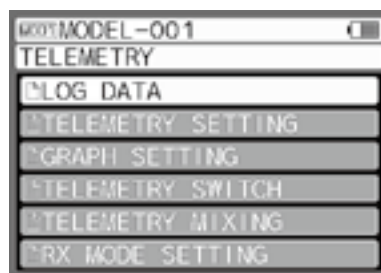 MODEL-001
TELEMETRY
LOG DATA
TELEMETRY SETTING
GRAPH SETTING
TELEMETRY SWITCH
TELEMETRY MIXING
RX MODE SETTING